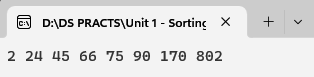 D:\DS PRACTS\Unit 1 - Sorting
2 24 45 66 75 90 170 802